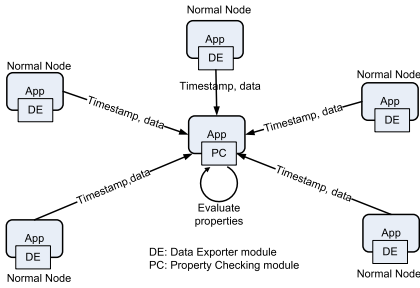 Normal Node
App
DE
Timestamp, data
Normal Node
App
DE
Timestamp, data
Normal Node
App
DE
Timestamp, data
App
PC
Evaluate
properties
Timestamp,data
App
DE
Normal Node
Timestamp, data
App
DE
Normal Node
DE: Data Exporter module
PC: Property Checking module